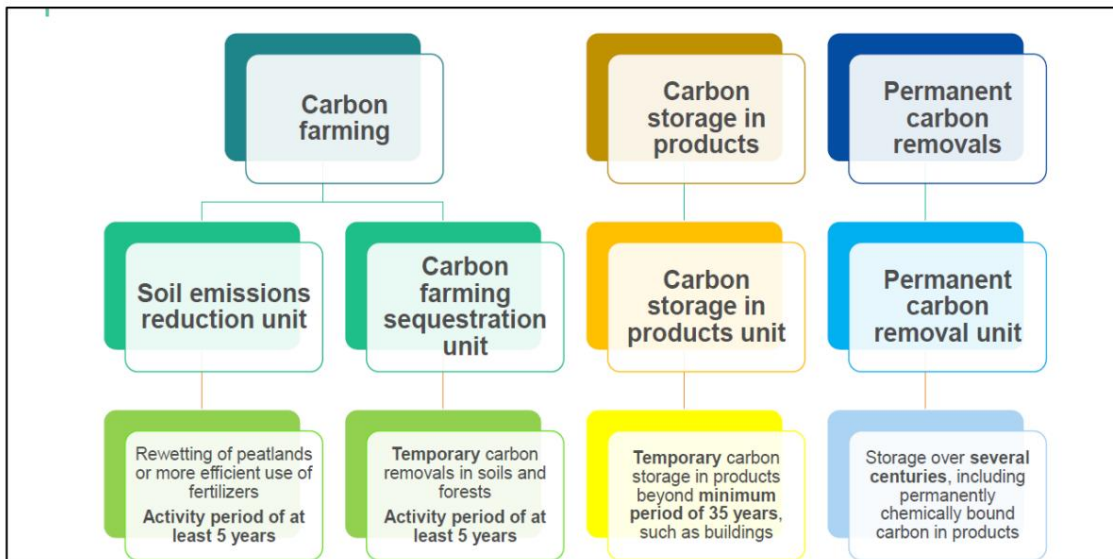 Carbon
farming
Carbon
storage in
products
Permanent
carbon
removals
Soil emissions
reduction unit
Carbon
farming
sequestration
unit
Carbon
storage in
products unit
Permanent
carbon
removal unit
Rewetting of peatlands
or more efficient use of
fertilizers
Activity period of at
least 5 years
Temporary carbon
removals in soils and
forests
Activity period of at
least 5 years
Temporary carbon
storage in products
beyond minimum
period of 35 years,
such as buildings
Storage over several
centuries, including
permanently
chemically bound
carbon in products